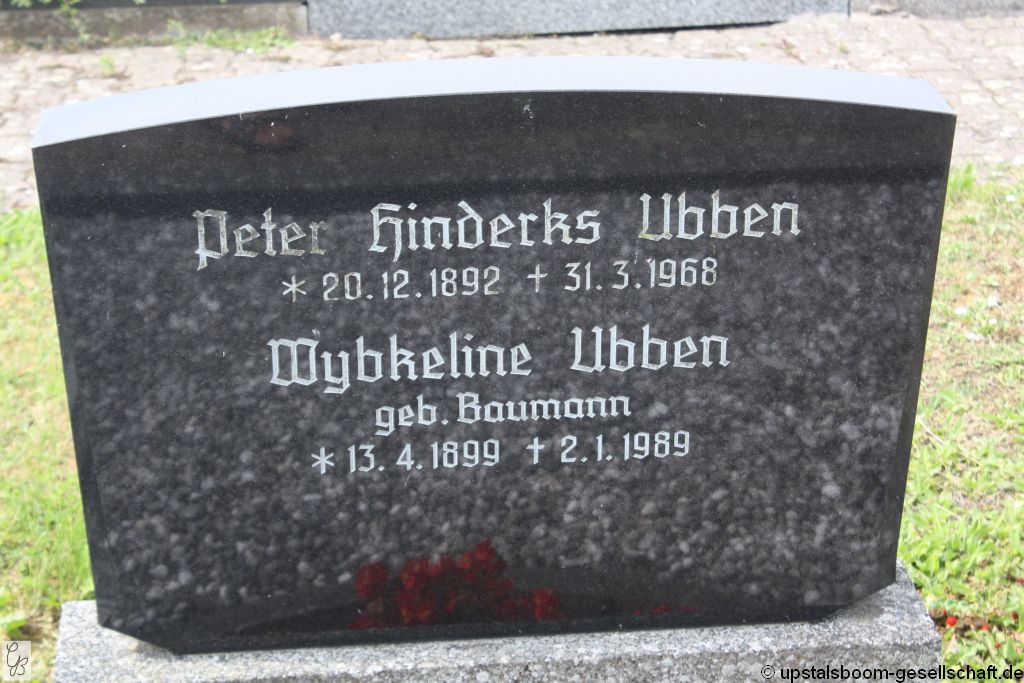 Peter Hinderks Ubben
* 20.12.1892 † 31.3.1968
Wybkeline Ubben
geb. Baumann
* 13.4.1899 † 2.1.1989
GB
© upstalsboom-gesellschaft.de